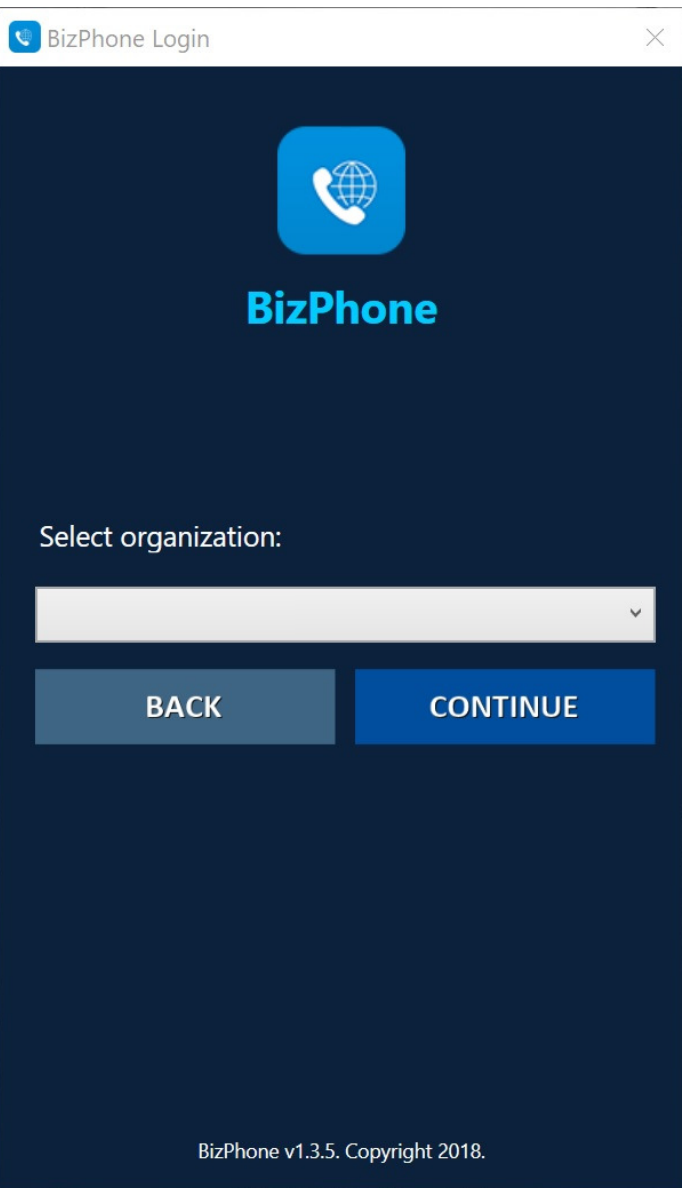 BizPhone Login
BizPhone
Select organization:
BACK
CONTINUE
BizPhone v1.3.5. Copyright 2018.